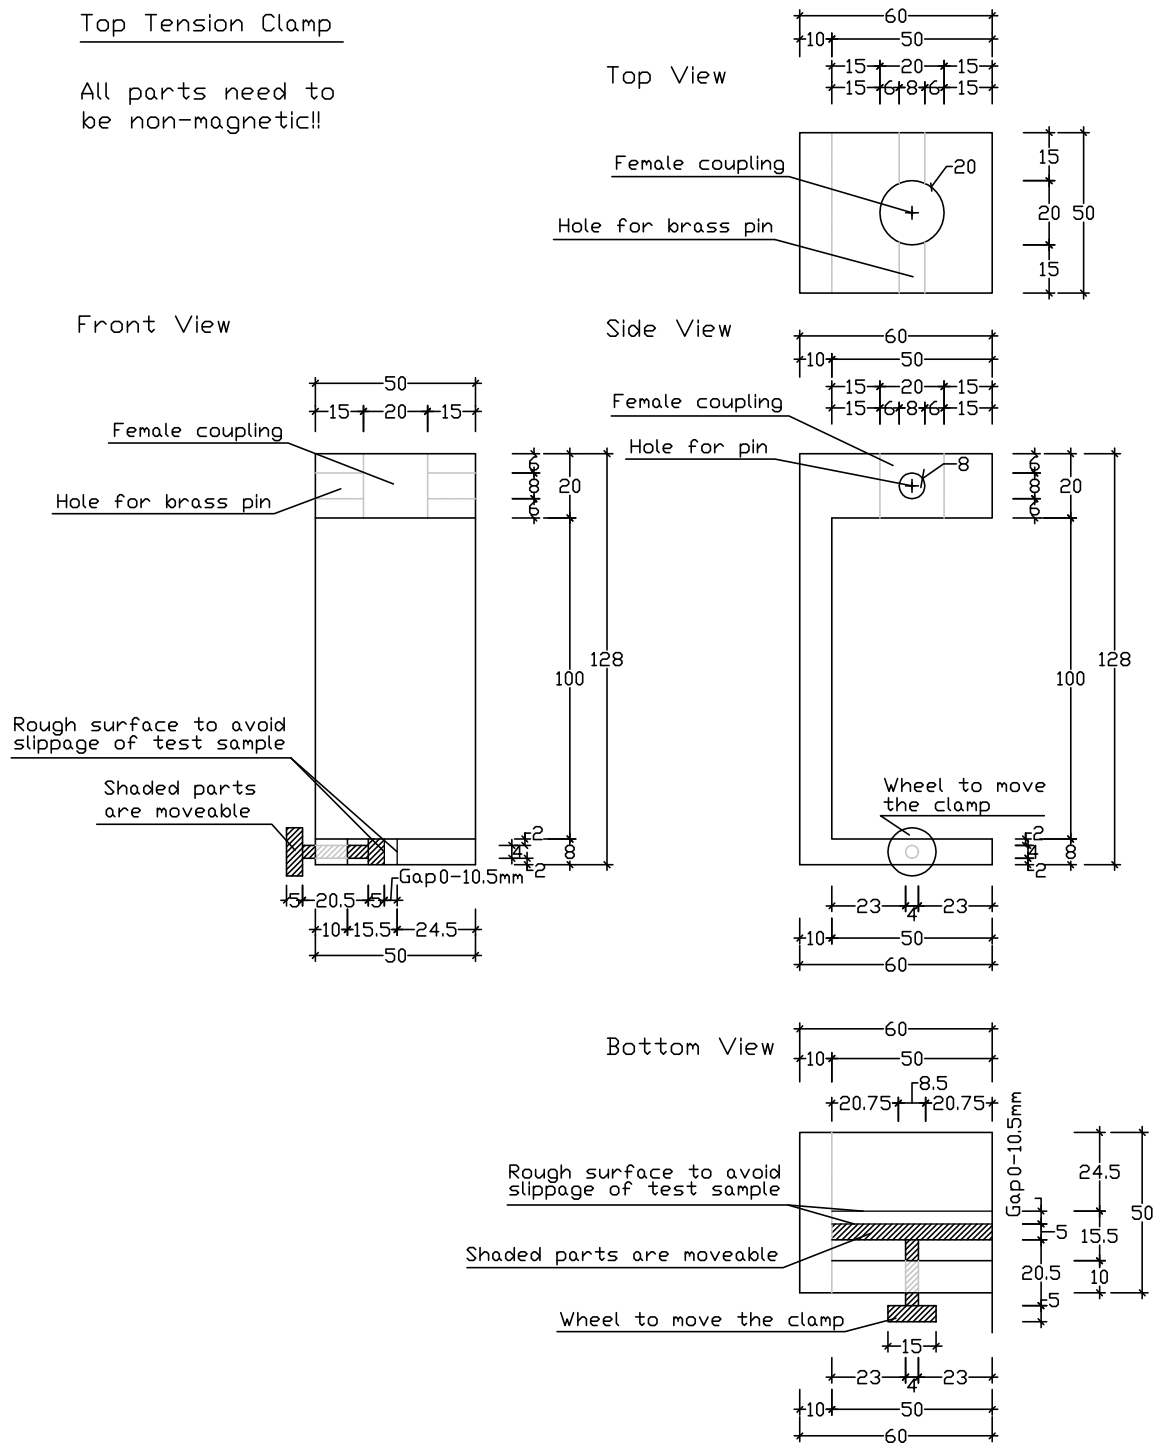 Top Tension Clamp
All parts need to
be non-magnetic!!
Top View
60
10 50
15 20 15
15 6 8 6 15
Female coupling
20
Hole for brass pin
15
20 50
15
Front View
50
15 20 15
Female coupling
Hole for brass pin
6
8 20
6
128
100
Rough surface to avoid
slippage of test sample
Shaded parts
are moveable
2
4 8
2
Gap0-10.5mm
5 20.5 5
10 15.5 24.5
50
Side View
60
10 50
15 20 15
15 6 8 6 15
Female coupling
Hole for pin
8
6
8 20
6
128
100
Wheel to move
the clamp
2
4 8
2
23 4 23
10 50
60
Bottom View
60
10 50
8.5
20.75 20.75
Gap0-10.5mm
Rough surface to avoid
slippage of test sample
24.5
50
5 15.5
Shaded parts are moveable
20.5 10
5
Wheel to move the clamp
15
23 4 23
10 50
60